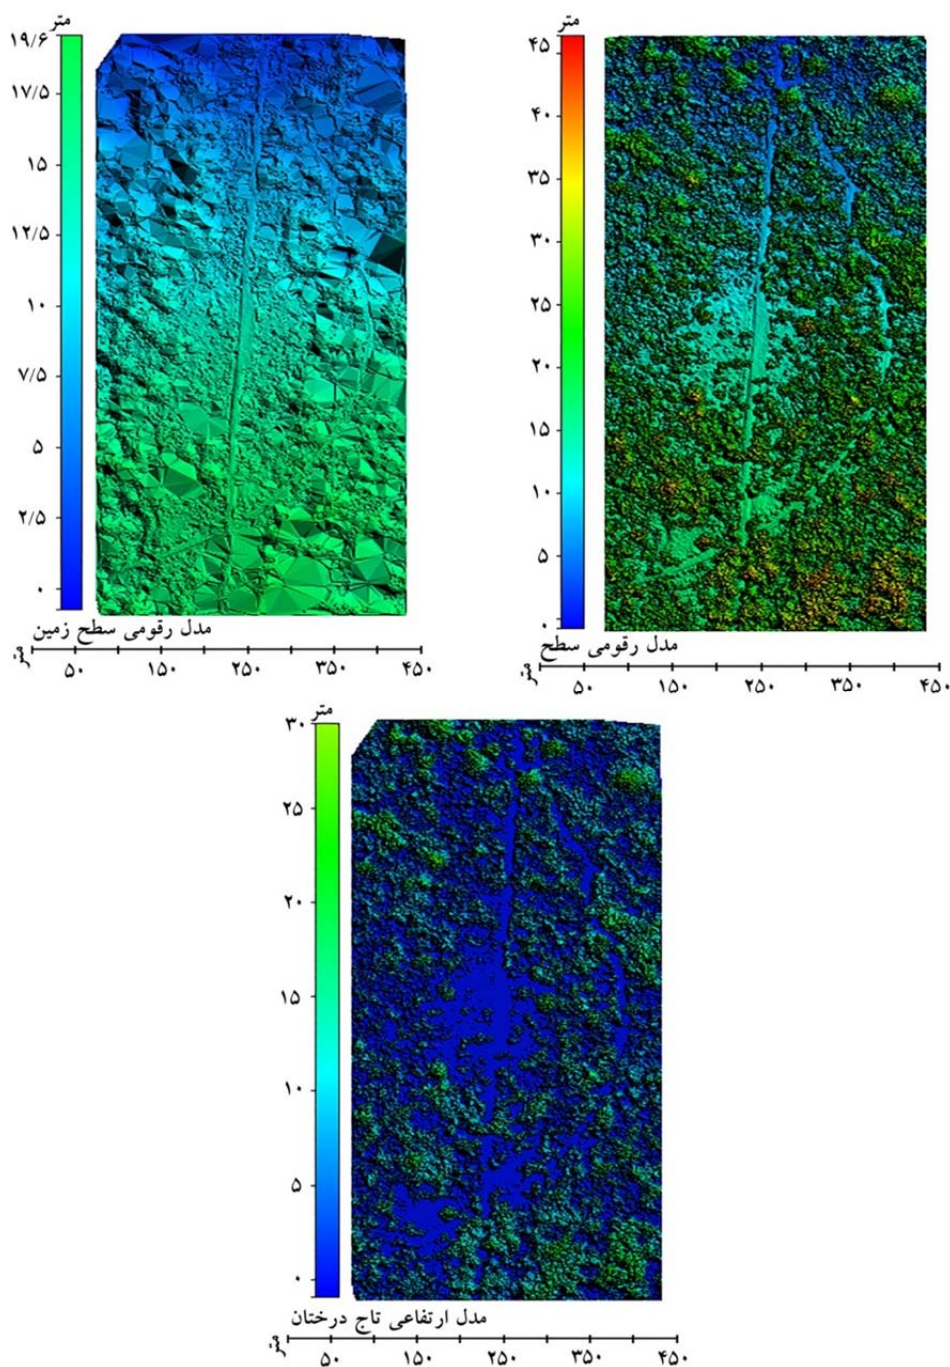 متر
۱۹/۶
۱۷/۵
۱۵
۱۲/۵
۱۰
۷/۵
۵
۲/۵
۰
مدل رقومی سطح زمین
متر
۵۰ ۱۵۰ ۲۵۰ ۳۵۰ ۴۵۰
متر
۴۵
۴۰
۳۵
۳۰
۲۵
۲۰
۱۵
۱۰
۵
۰
مدل رقومی سطح
متر
۵۰ ۱۵۰ ۲۵۰ ۳۵۰ ۴۵۰
متر
۳۰
۲۵
۲۰
۱۵
۱۰
۵
۰
مدل ارتفاعی تاج درختان
متر
۵۰ ۱۵۰ ۲۵۰ ۳۵۰ ۴۵۰